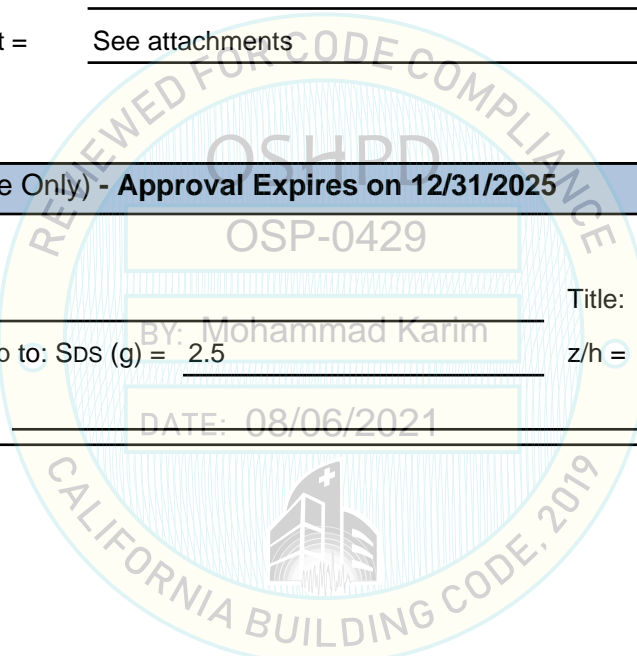 t = See attachments
REVIEWED FOR CODE COMPLIANCE
OSHPD
e Only) - Approval Expires on 12/31/2025
OSP-0429
Title:
BY: Mohammad Karim
o to: SDS (g) = 2.5 z/h =
DATE: 08/06/2021
CALIFORNIA BUILDING CODE, 2019